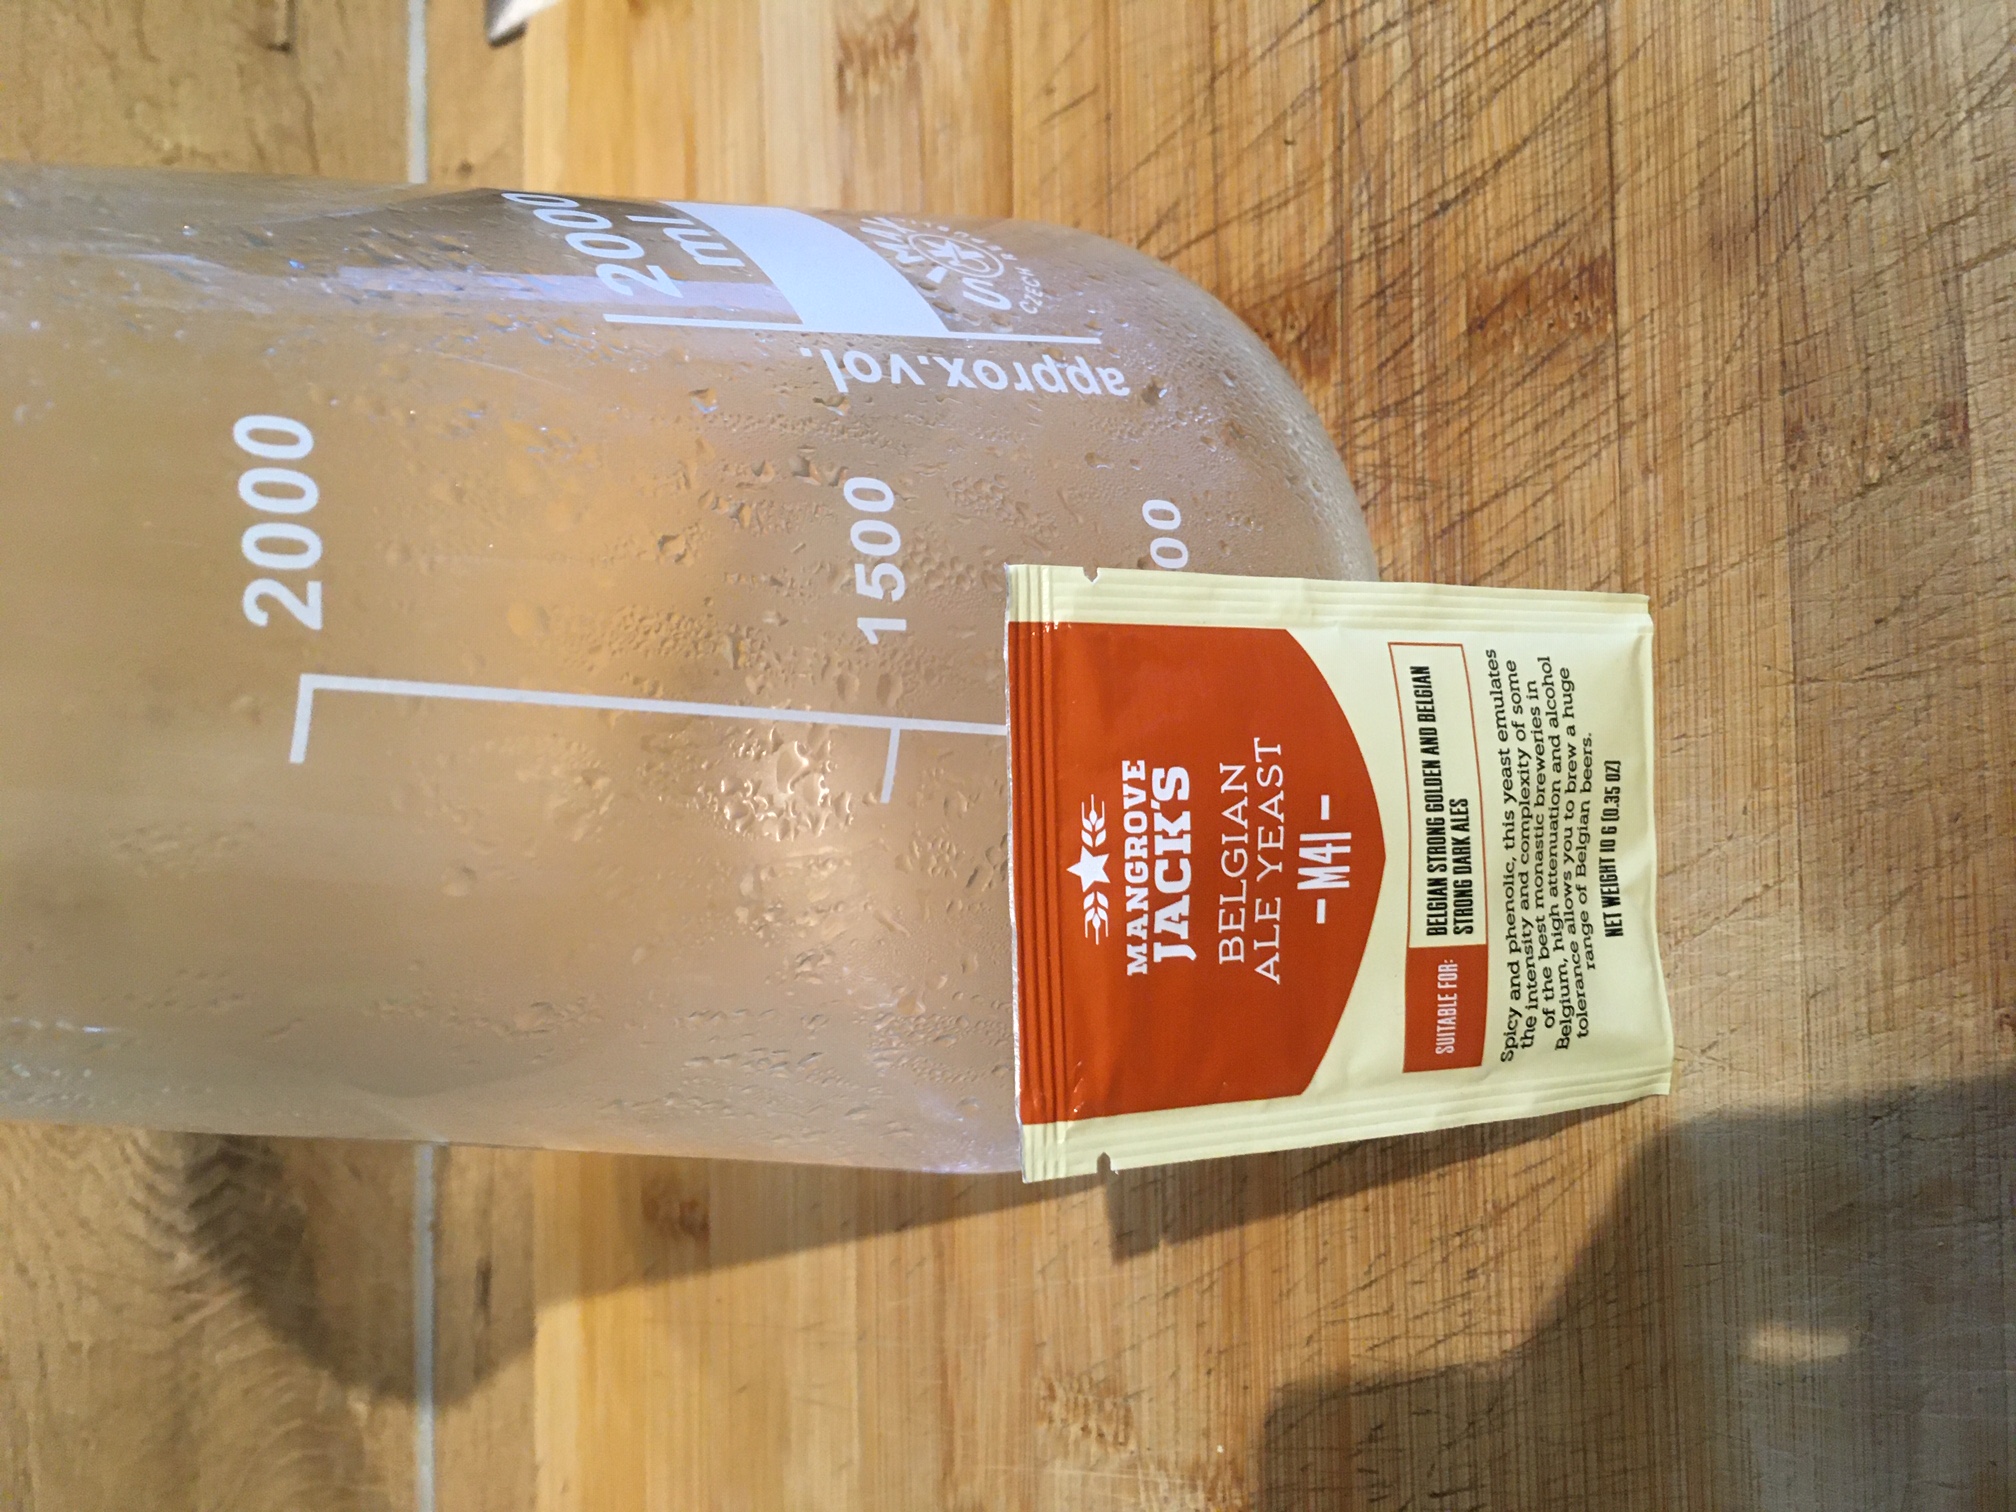 2000
1500
00
2000
ml
approx.vol.
CZECH
MANGROVE
JACK'S
BELGIAN
ALE YEAST
- M41 -
SUITABLE FOR:
BELGIAN STRONG GOLDEN AND BELGIAN
STRONG DARK ALES
Spicy and phenolic, this yeast emulates
the intensity and complexity of some
of the best monastic breweries in
Belgium, high attenuation and alcohol
tolerance allows you to brew a huge
range of Belgian beers.
NET WEIGHT 10 G (0.35 OZ)